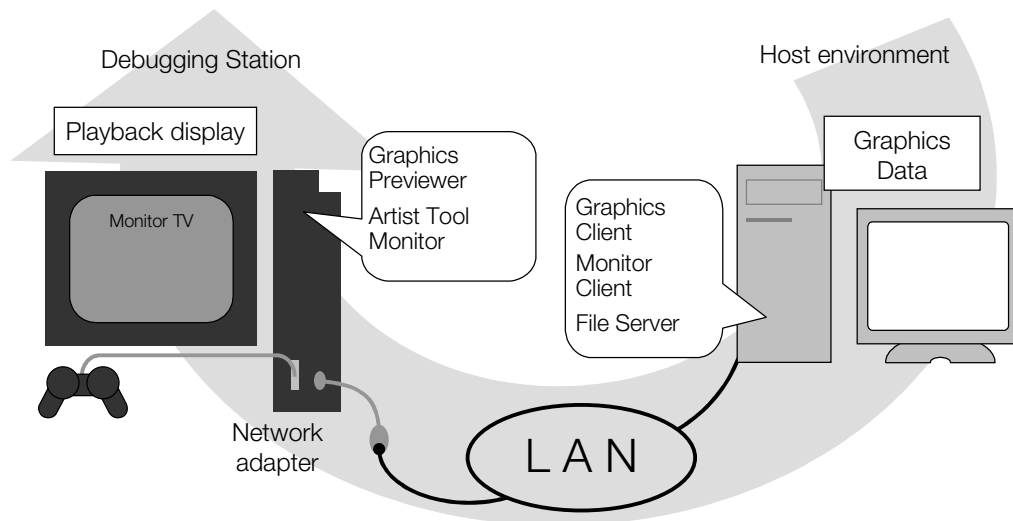 Debugging Station
Host environment
Playback display
Graphics
Data
Graphics
Previewer
Artist Tool
Monitor
Monitor TV
Graphics
Client
Monitor
Client
File Server
Network
adapter
LAN